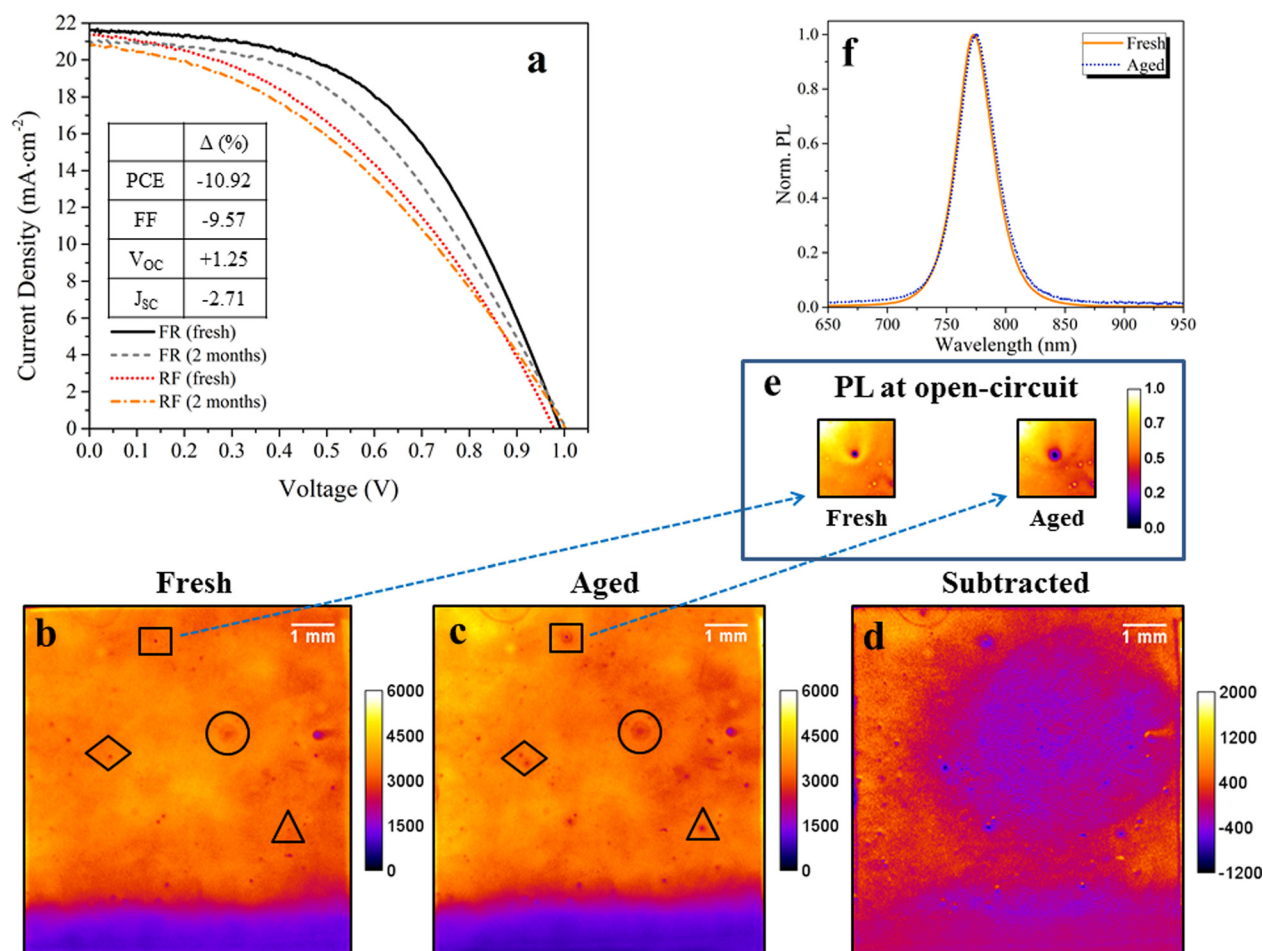 a
22
20
18
16
14
12
10
8
6
4
2
0
Current Density (mA·cm⁻²)
Δ (%)
PCE -10.92
FF -9.57
V_OC +1.25
J_SC -2.71
FR (fresh)
FR (2 months)
RF (fresh)
RF (2 months)
0.0 0.1 0.2 0.3 0.4 0.5 0.6 0.7 0.8 0.9 1.0
Voltage (V)
f
Fresh
Aged
1.0
0.8
0.6
0.4
0.2
0.0
Norm. PL
650 700 750 800 850 900 950
Wavelength (nm)
e
PL at open-circuit
1.0
0.7
0.5
0.2
0.0
Fresh Aged
Fresh
b
1 mm
6000
4500
3000
1500
0
Aged
c
1 mm
6000
4500
3000
1500
0
Subtracted
d
1 mm
2000
1200
400
-400
-1200